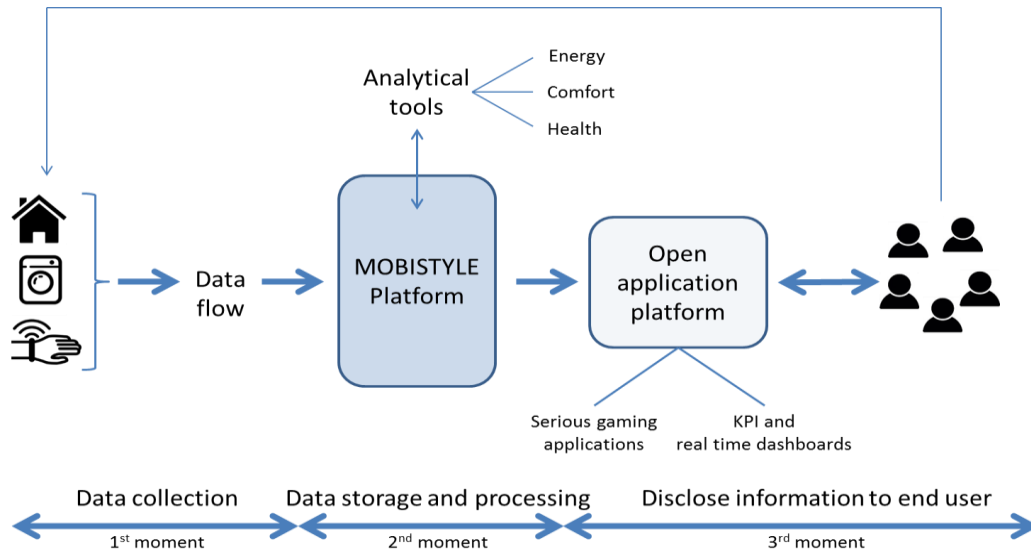 Energy
Analytical
tools
Comfort
Health
MOBISTYLE
Platform
Data
flow
Open
application
platform
Serious gaming
applications
KPI and
real time dashboards
Data collection
Data storage and processing
Disclose information to end user
1st moment
2nd moment
3rd moment